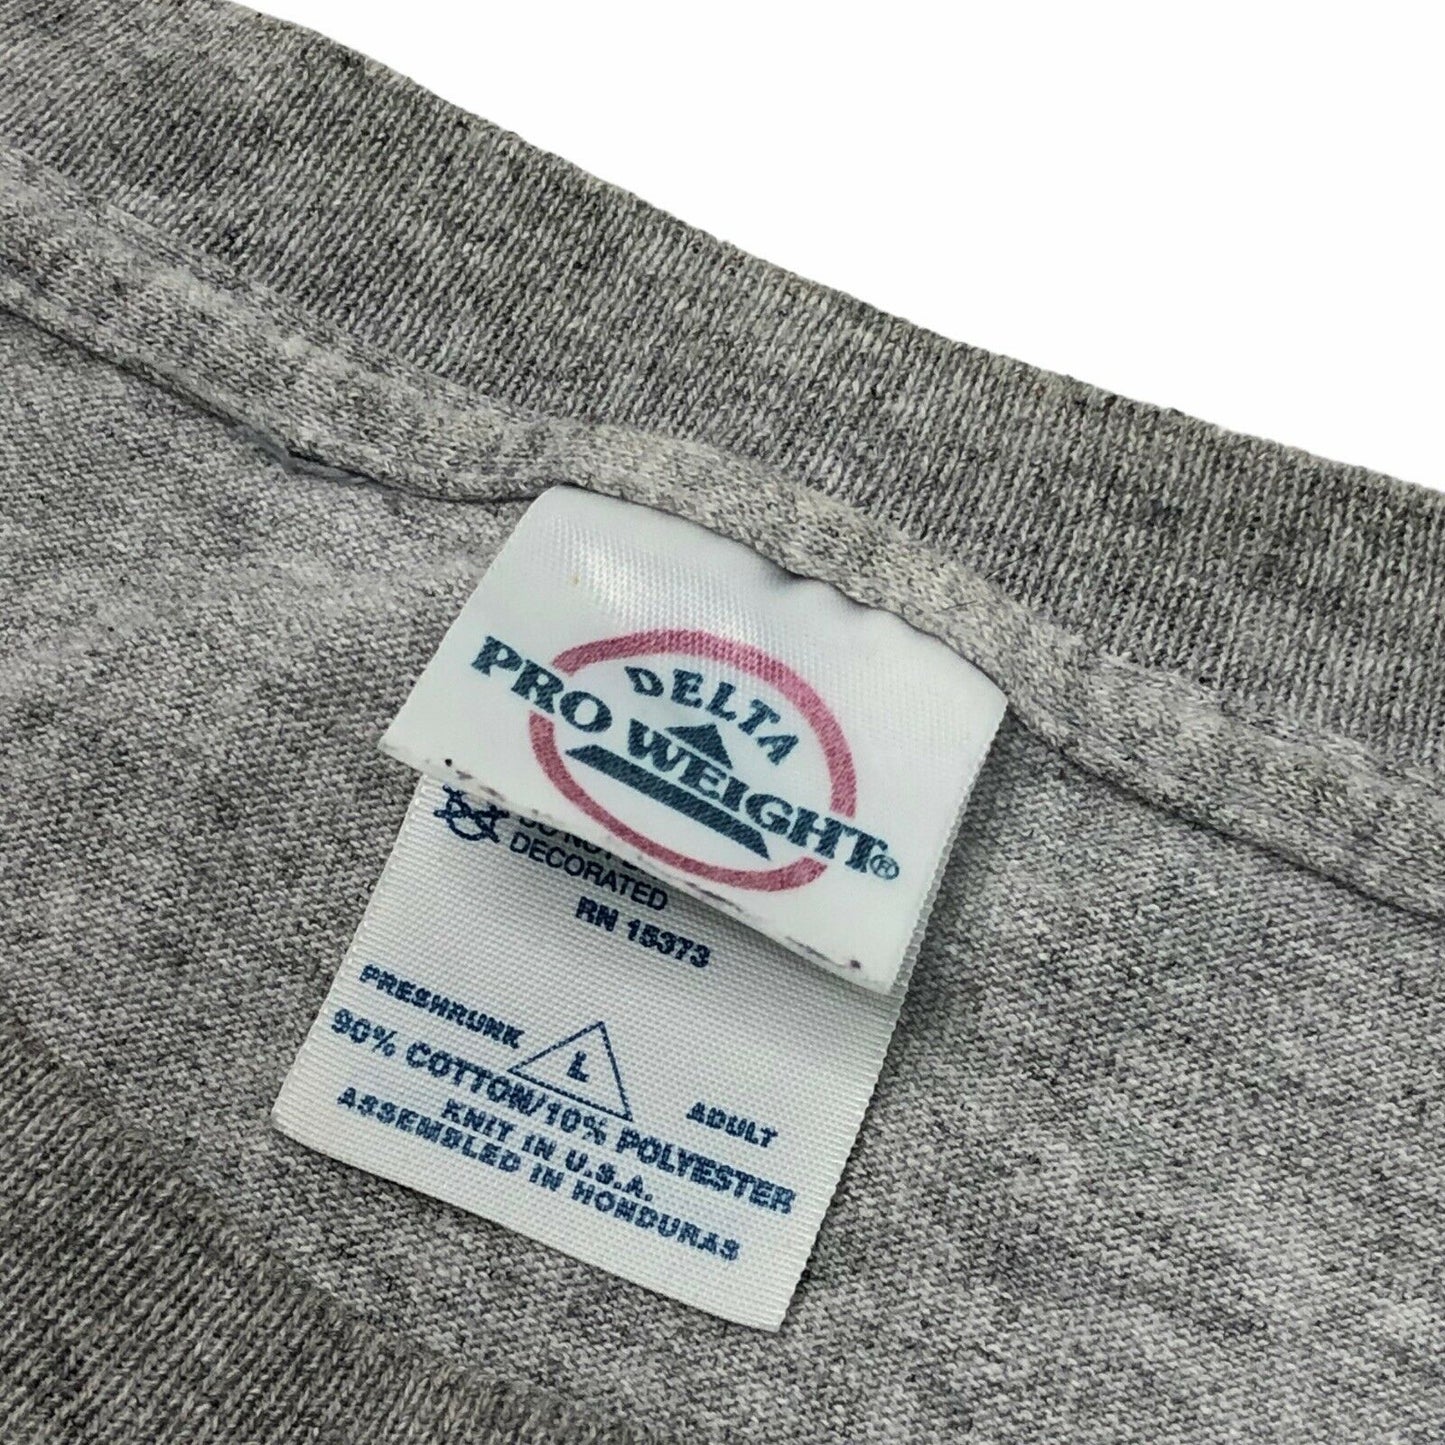 DELTA
PRO WEIGHT®
DECORATED
RN 15373
PRESHRUNK
L
ADULT
90% COTTON/10% POLYESTER
KNIT IN U.S.A.
ASSEMBLED IN HONDURAS